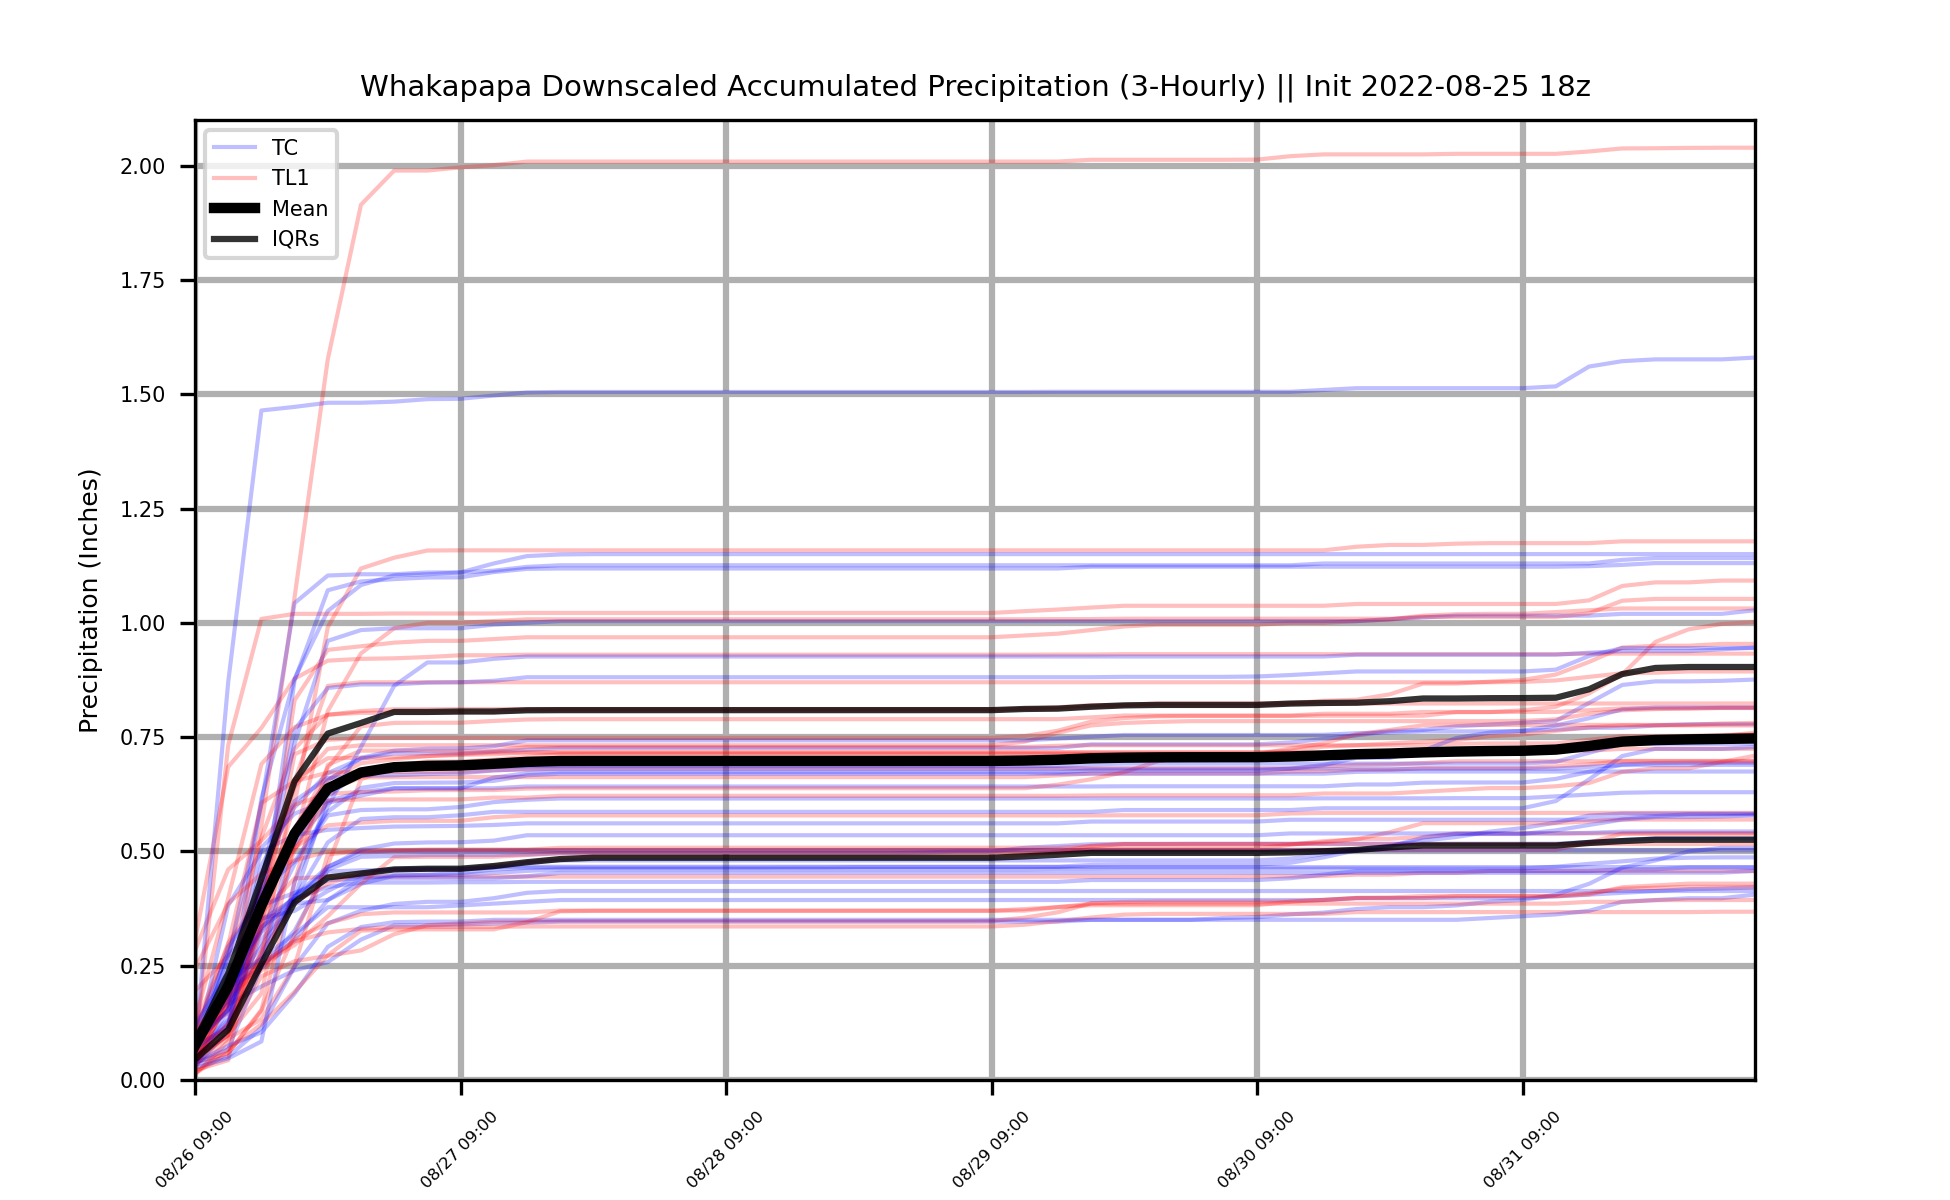 Whakapapa Downscaled Accumulated Precipitation (3-Hourly) || Init 2022-08-25 18z
TC
TL1
Mean
IQRs
Precipitation (Inches)
2.00
1.75
1.50
1.25
1.00
0.75
0.50
0.25
0.00
08/26 09:00
08/27 09:00
08/28 09:00
08/29 09:00
08/30 09:00
08/31 09:00